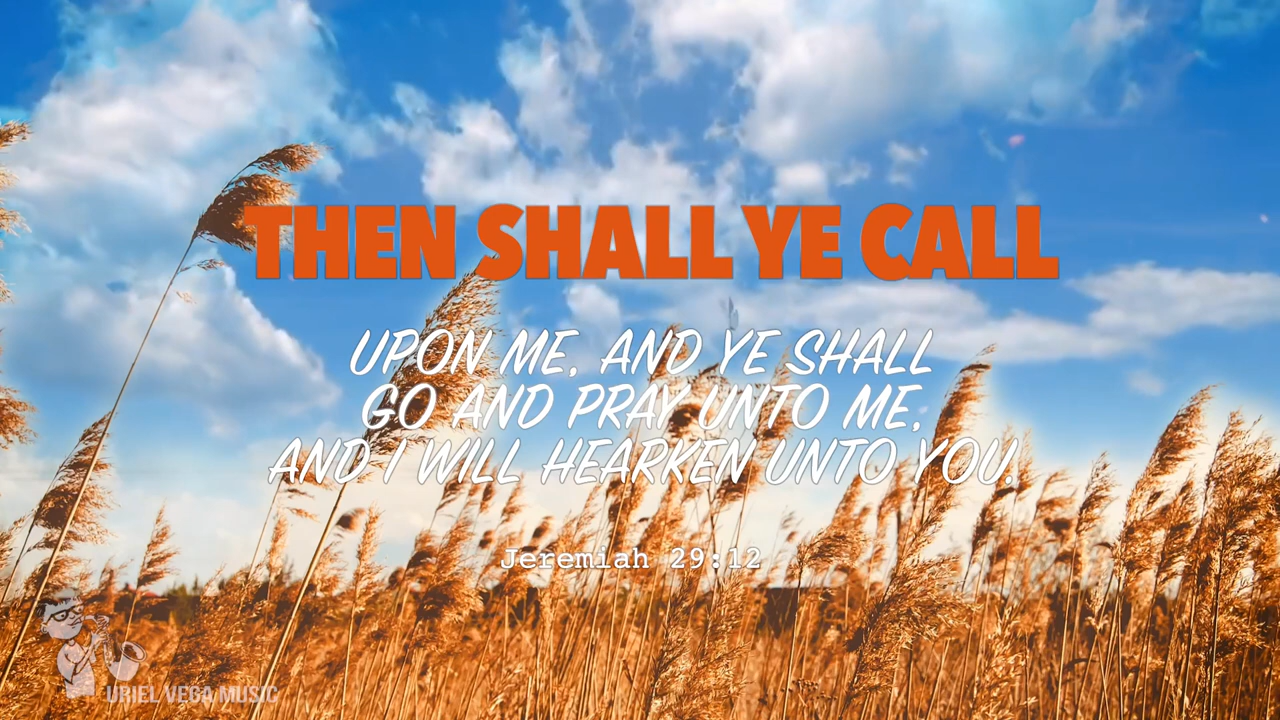 THEN SHALL YE CALL
UPON ME, AND YE SHALL
GO AND PRAY UNTO ME,
AND I WILL HEARKEN UNTO YOU.
Jeremiah 29:12
URIEL VEGA MUSIC